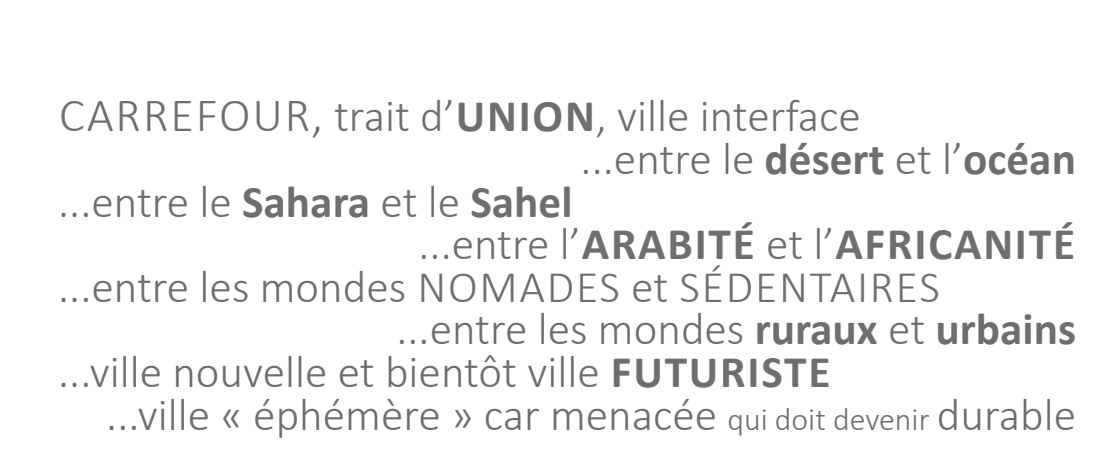 CARREFOUR, trait d’UNION, ville interface
...entre le désert et l’océan
...entre le Sahara et le Sahel
...entre l’ARABITÉ et l’AFRICANITÉ
...entre les mondes NOMADES et SÉDENTAIRES
...entre les mondes ruraux et urbains
...ville nouvelle et bientôt ville FUTURISTE
...ville « éphémère » car menacée qui doit devenir durable